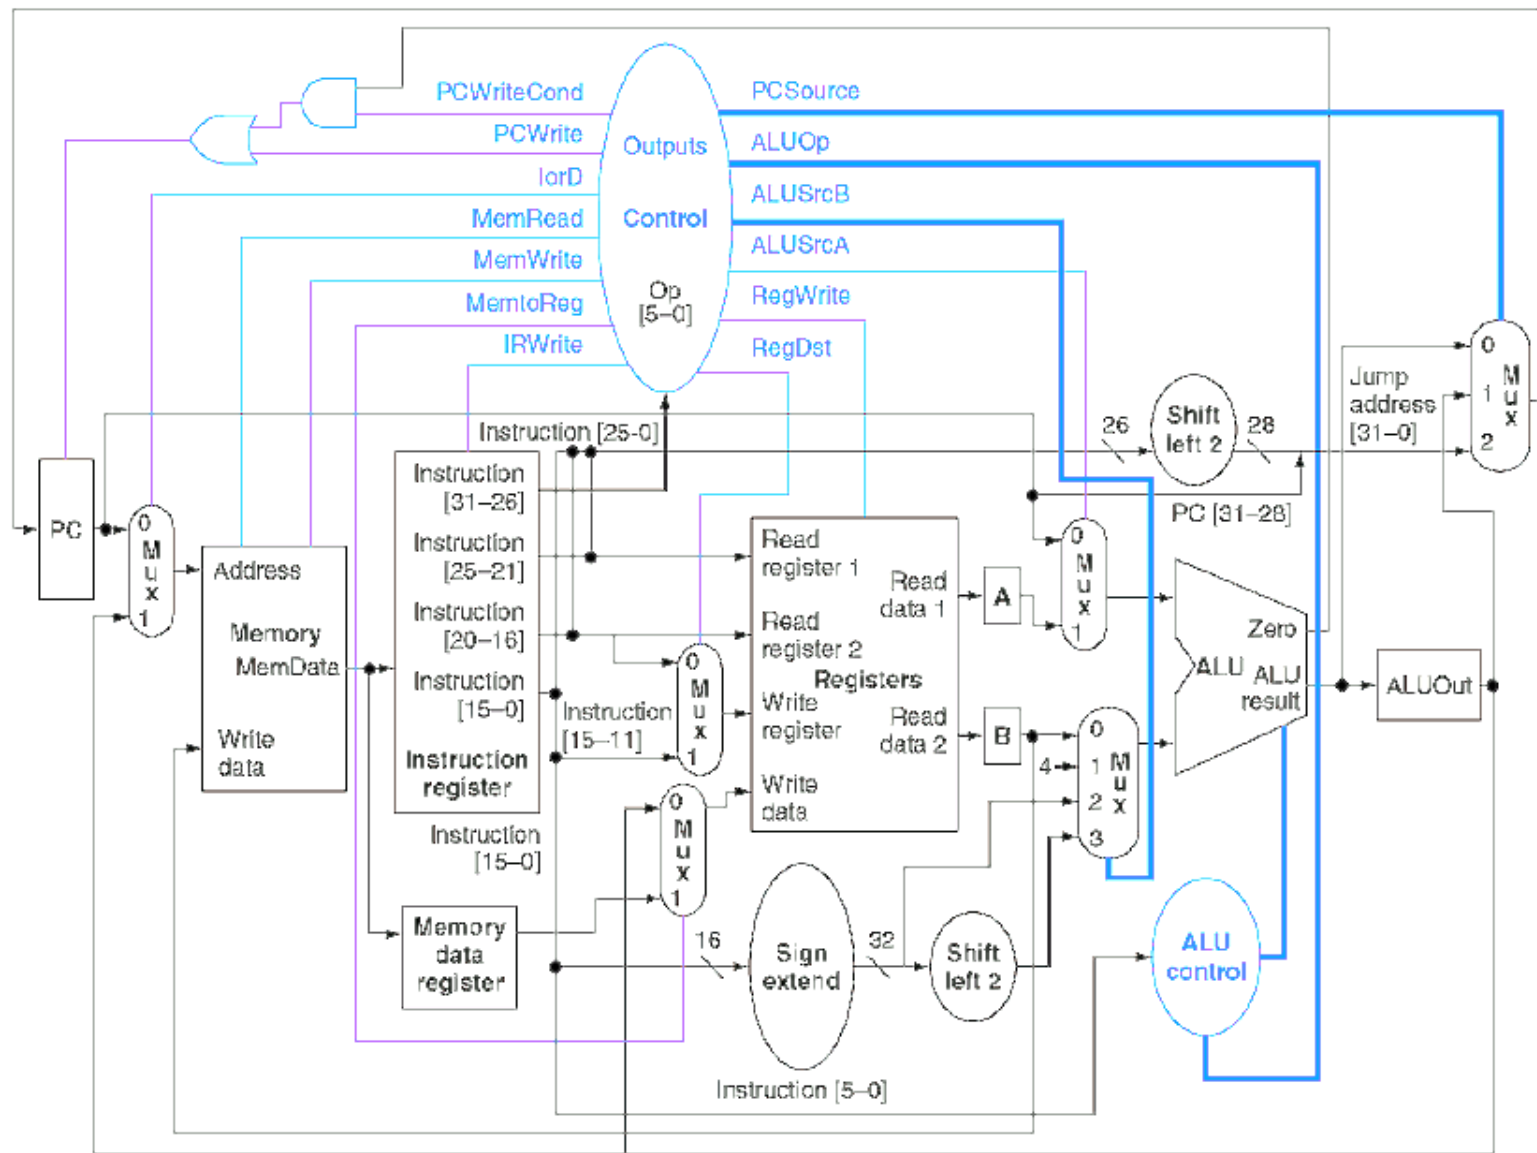 PCWriteCond
PCWrite
IorD
MemRead
MemWrite
MemtoReg
IRWrite
Outputs
Control
Op
[5–0]
PCSource
ALUOp
ALUSrcB
ALUSrcA
RegWrite
RegDst
Instruction [25-0]
26
Shift
left 2
28
Jump
address
[31–0]
0
1
2
M
u
x
PC [31–28]
PC
0
M
u
x
1
Address
Memory
MemData
Write
data
Instruction
[31–26]
Instruction
[25–21]
Instruction
[20–16]
Instruction
[15–0]
Instruction
register
Instruction
[15–0]
Instruction
[15–11]
0
M
u
x
1
0
M
u
x
1
Memory
data
register
Read
register 1
Read
register 2
Registers
Write
register
Write
data
Read
data 1
Read
data 2
A
B
0
M
u
x
1
4
0
1
2
3
M
u
x
Zero
ALU
ALU
result
ALUOut
16
Sign
extend
32
Shift
left 2
ALU
control
Instruction [5–0]